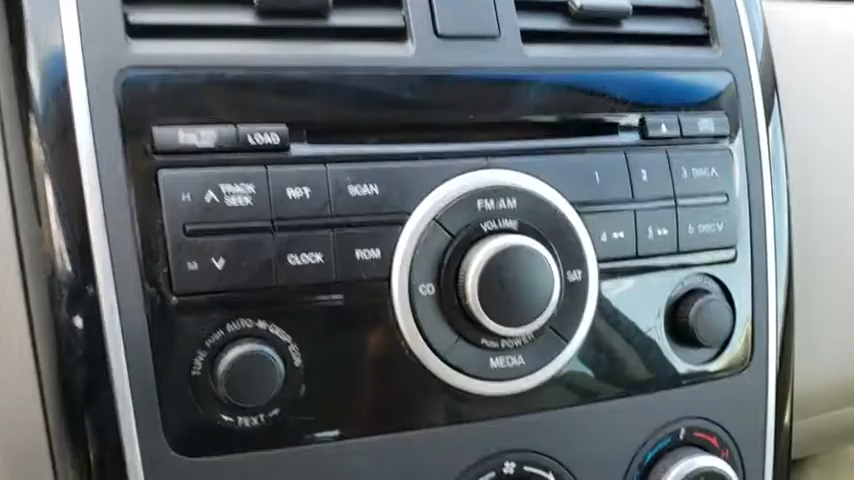 LOAD
TRACK
SEEK
RPT
SCAN
FM/AM
1
2
3 DISC
H
VOLUME
M
CLOCK
RDM
4
5
6 DISC
CD
SAT
PUSH POWER
MEDIA
TUNE PUSH AUTO-M
TEXT